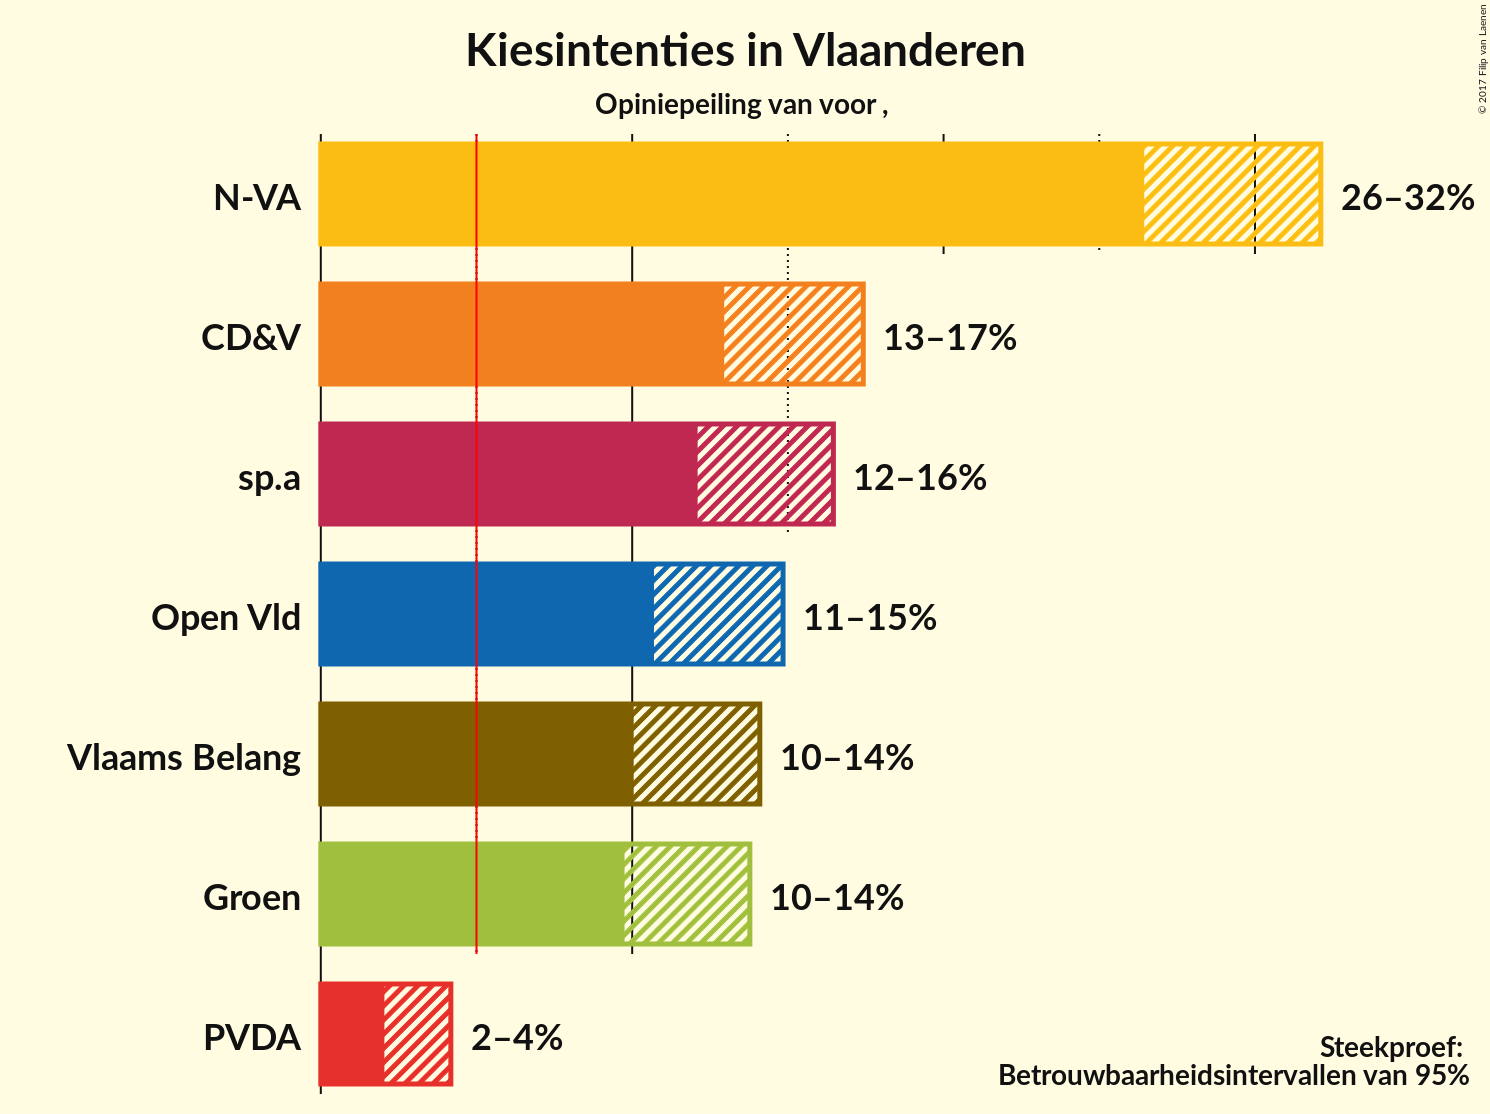 Kiesintenties in Vlaanderen
Opiniepeiling van voor ,
© 2017 Filip van Laenen
N-VA
26–32%
CD&V
13–17%
sp.a
12–16%
Open Vld
11–15%
Vlaams Belang
10–14%
Groen
10–14%
PVDA
2–4%
Steekproef:
Betrouwbaarheidsintervallen van 95%